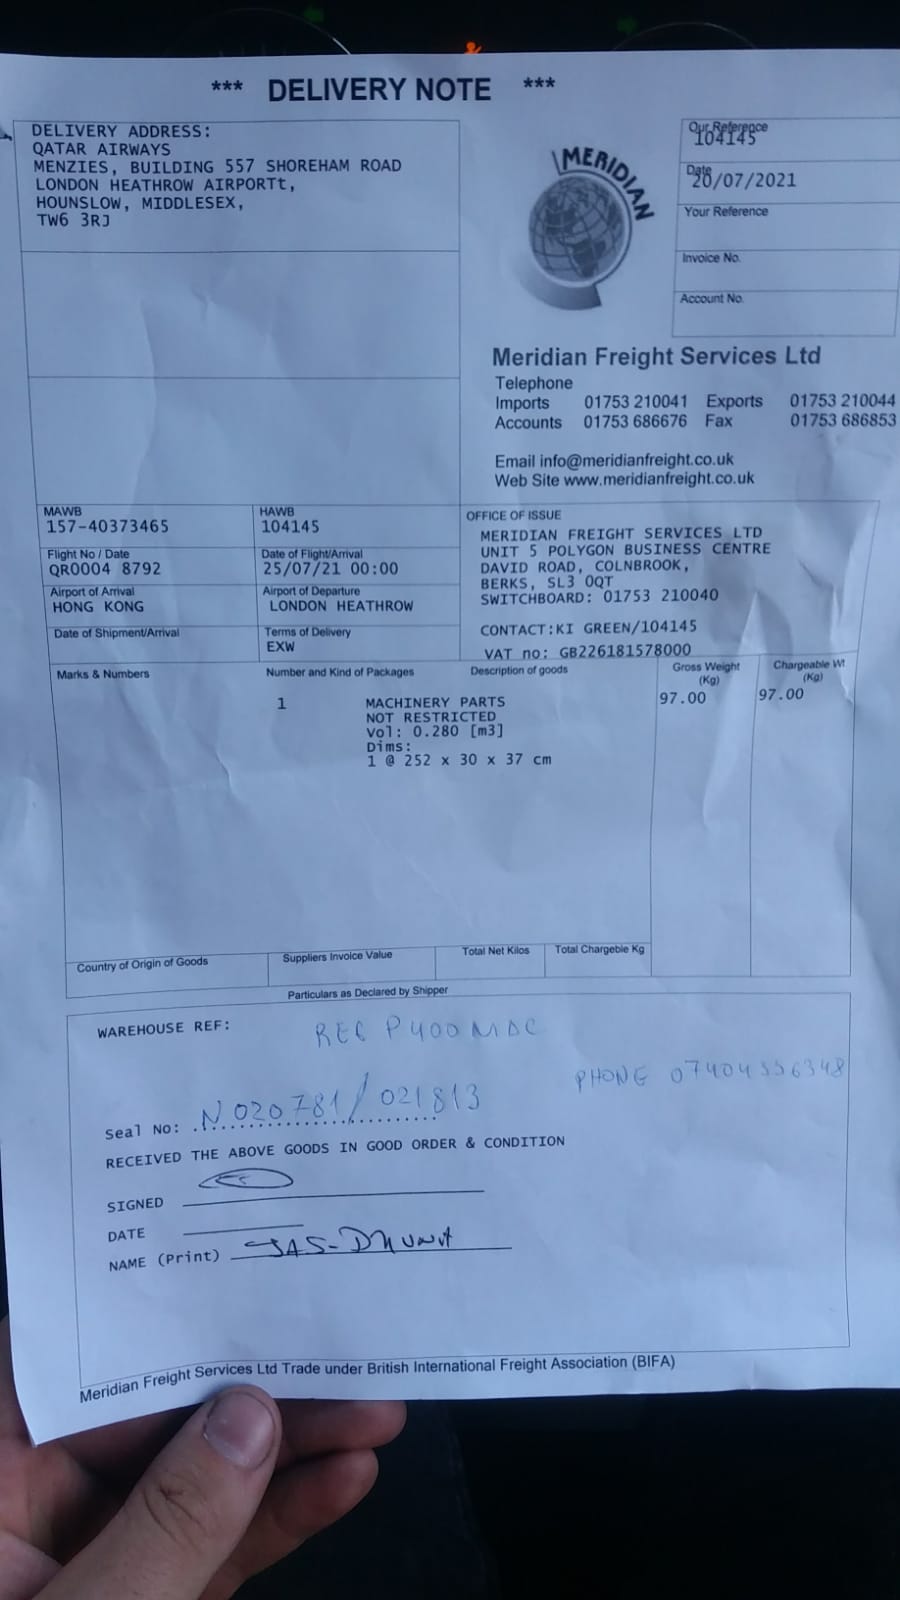 *** DELIVERY NOTE ***
DELIVERY ADDRESS:
QATAR AIRWAYS
MENZIES, BUILDING 557 SHOREHAM ROAD
LONDON HEATHROW AIRPORTt,
HOUNSLOW, MIDDLESEX,
TW6 3RJ
MERIDIAN
Our Reference
104145
Date
20/07/2021
Your Reference
Invoice No.
Account No.
Meridian Freight Services Ltd
Telephone
Imports 01753 210041 Exports 01753 210044
Accounts 01753 686676 Fax 01753 686853
Email info@meridianfreight.co.uk
Web Site www.meridianfreight.co.uk
MAWB
157-40373465
HAWB
104145
Flight No / Date
QR0004 8792
Date of Flight/Arrival
25/07/21 00:00
Airport of Arrival
HONG KONG
Airport of Departure
LONDON HEATHROW
Date of Shipment/Arrival
Terms of Delivery
EXW
OFFICE OF ISSUE
MERIDIAN FREIGHT SERVICES LTD
UNIT 5 POLYGON BUSINESS CENTRE
DAVID ROAD, COLNBROOK,
BERKS, SL3 0QT
SWITCHBOARD: 01753 210040
CONTACT:KI GREEN/104145
VAT no: GB226181578000
Marks & Numbers
Number and Kind of Packages
Description of goods
Gross Weight
(Kg)
Chargeable Wt
(Kg)
1 MACHINERY PARTS 97.00 97.00
NOT RESTRICTED
Vol: 0.280 [m3]
Dims:
1 @ 252 x 30 x 37 cm
Country of Origin of Goods
Suppliers Invoice Value
Total Net Kilos
Total Chargeble Kg
Particulars as Declared by Shipper
WAREHOUSE REF:
REG P400MDC
PHONE 07404556348
Seal No: N020781/021813
RECEIVED THE ABOVE GOODS IN GOOD ORDER & CONDITION
SIGNED
DATE
NAME (Print)
Meridian Freight Services Ltd Trade under British International Freight Association (BIFA)